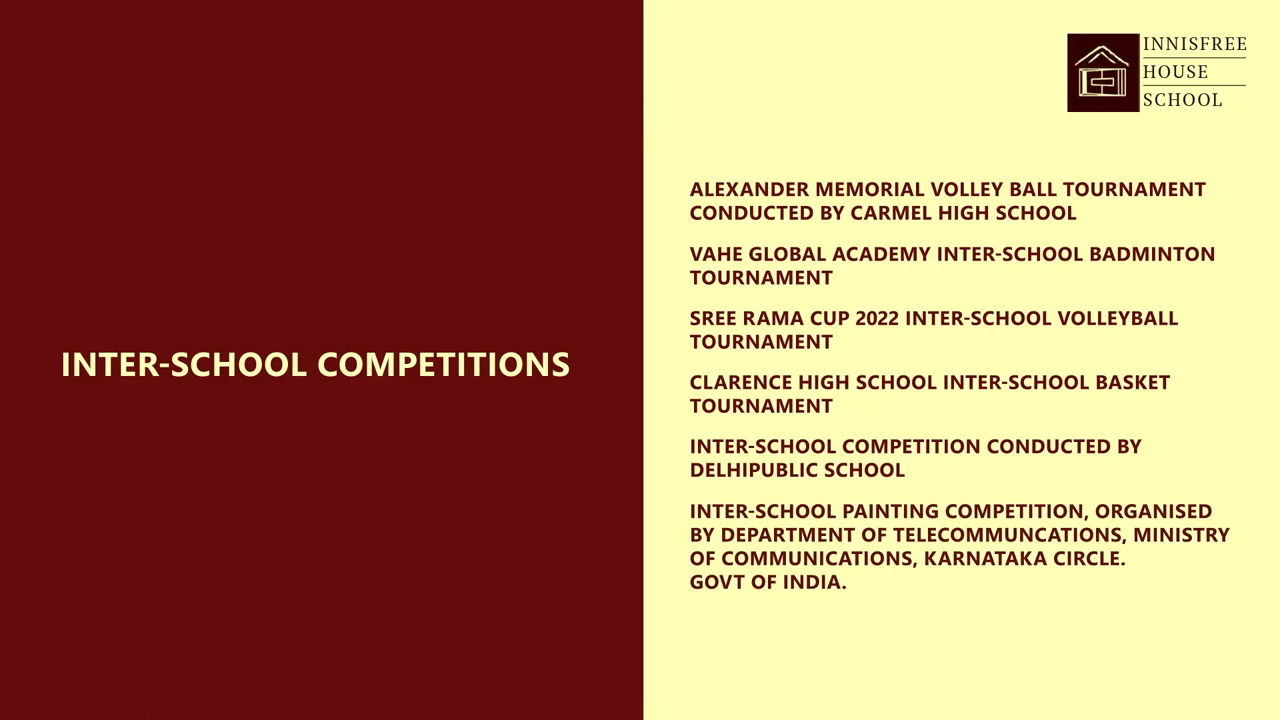 INNISFREE
HOUSE
SCHOOL
INTER-SCHOOL COMPETITIONS
ALEXANDER MEMORIAL VOLLEY BALL TOURNAMENT
CONDUCTED BY CARMEL HIGH SCHOOL
VAHE GLOBAL ACADEMY INTER-SCHOOL BADMINTON
TOURNAMENT
SREE RAMA CUP 2022 INTER-SCHOOL VOLLEYBALL
TOURNAMENT
CLARENCE HIGH SCHOOL INTER-SCHOOL BASKET
TOURNAMENT
INTER-SCHOOL COMPETITION CONDUCTED BY
DELHIPUBLIC SCHOOL
INTER-SCHOOL PAINTING COMPETITION, ORGANISED
BY DEPARTMENT OF TELECOMMUNCATIONS, MINISTRY
OF COMMUNICATIONS, KARNATAKA CIRCLE.
GOVT OF INDIA.